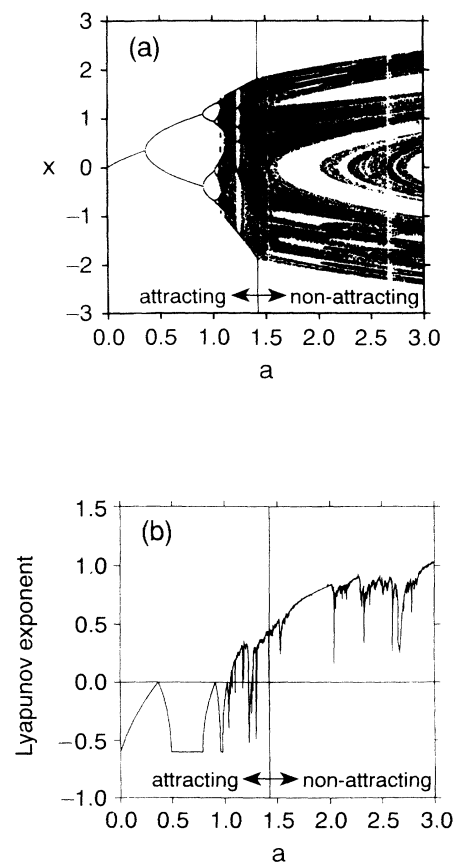 (a)
3
2
1
0
−1
−2
−3
x
attracting ↔ non-attracting
0.0 0.5 1.0 1.5 2.0 2.5 3.0
a
(b)
1.5
1.0
0.5
0.0
−0.5
−1.0
Lyapunov exponent
attracting ↔ non-attracting
0.0 0.5 1.0 1.5 2.0 2.5 3.0
a